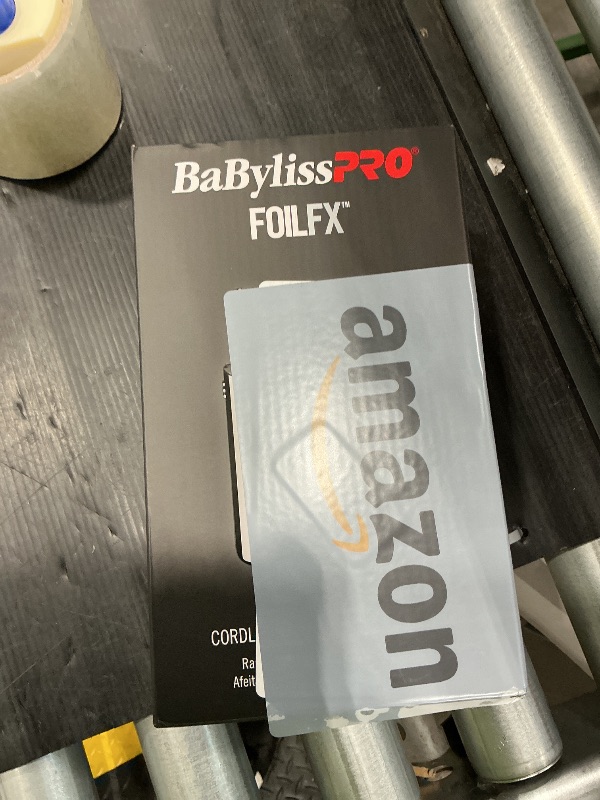 BaBylissPRO®
FOILFX™
amazon
CORDL
Ra
Afeit